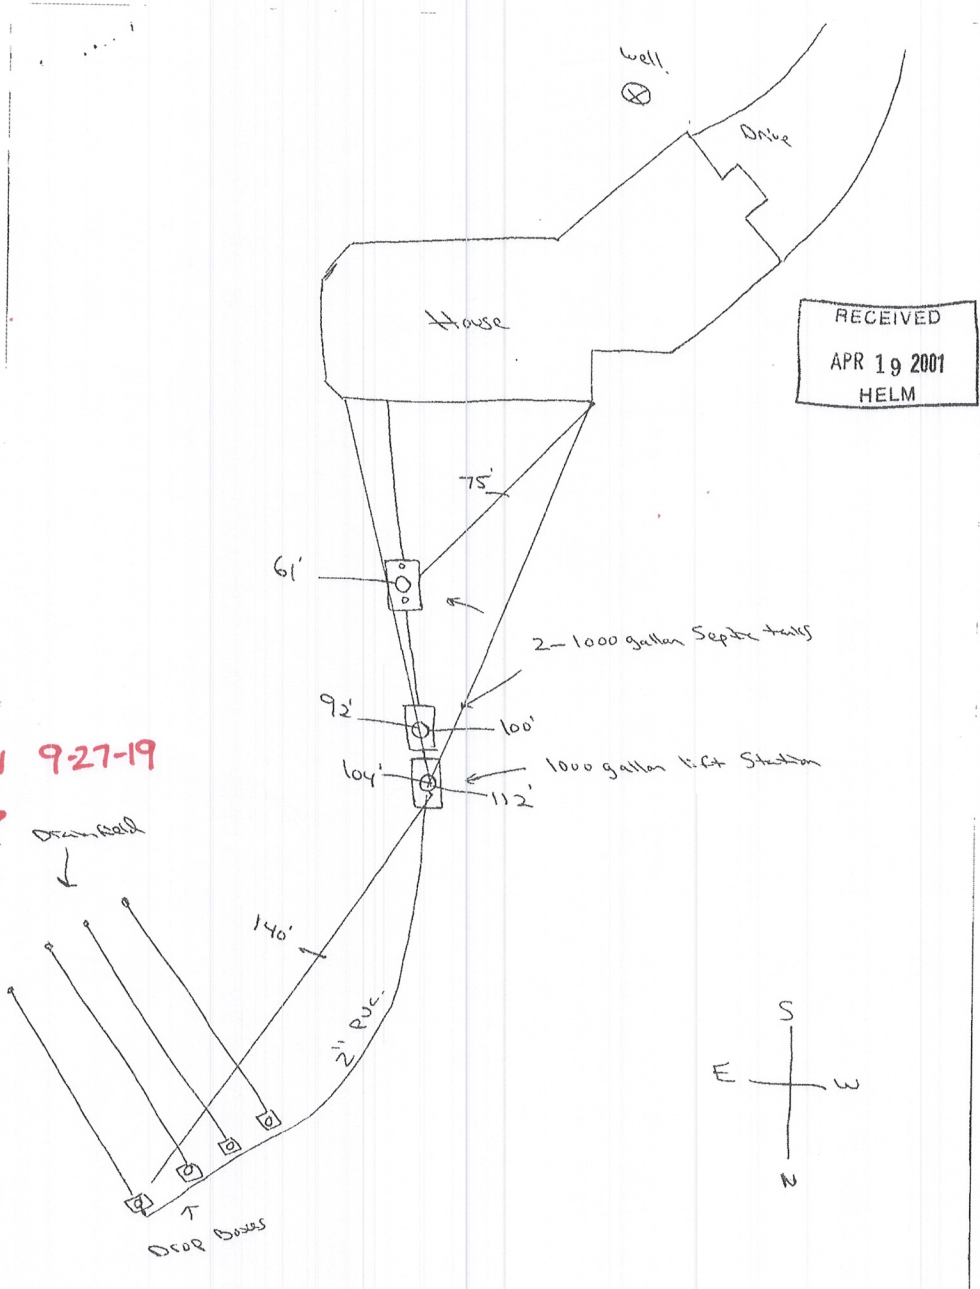 Well.
Drive
House
RECEIVED
APR 19 2001
HELM
75'
61'
2-1000 gallon Septic tanks
92'
100'
1000 gallon lift Station
104'
112'
9-27-19
Drainfield
140'
2" PVC.
S
E W
N
Drop Boxes